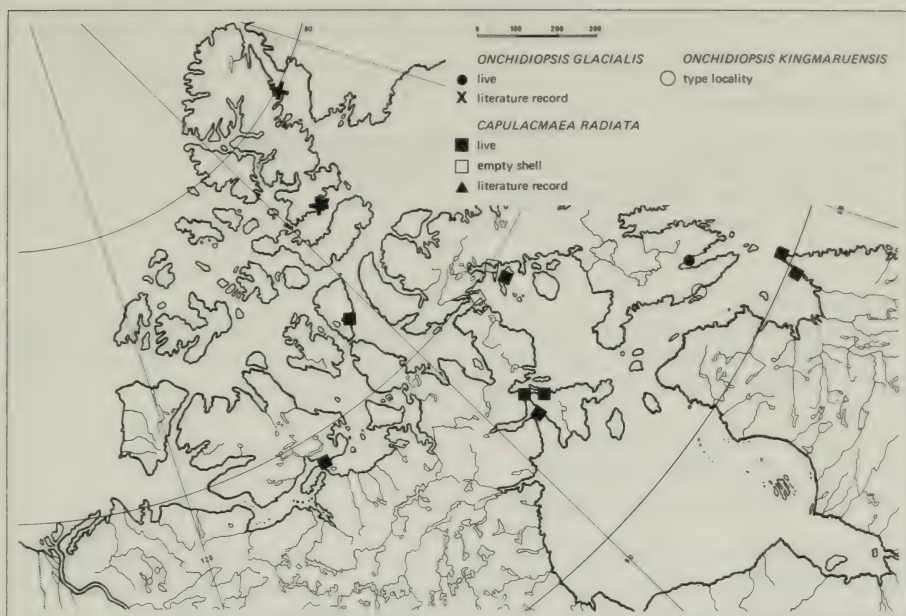 80
0 100 200 300
ONCHIDIOPSIS GLACIALIS
live
literature record
CAPULACMAEA RADIATA
live
empty shell
literature record
ONCHIDIOPSIS KINGMARUENSIS
type locality
120